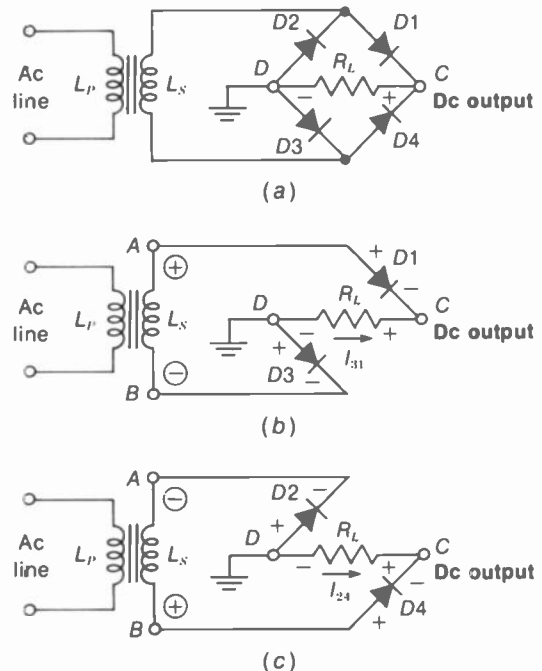 D2 D1
Ac line L_P L_S D R_L C
− +
Dc output
D3 D4
(a)
A
+ + D1
−
Ac line L_P L_S D R_L C
− + Dc output
+ I_31
− D3 −
B
(b)
A
− D2 −
+
Ac line L_P L_S D R_L C
− + − Dc output
I_24
+ D4
B +
(c)